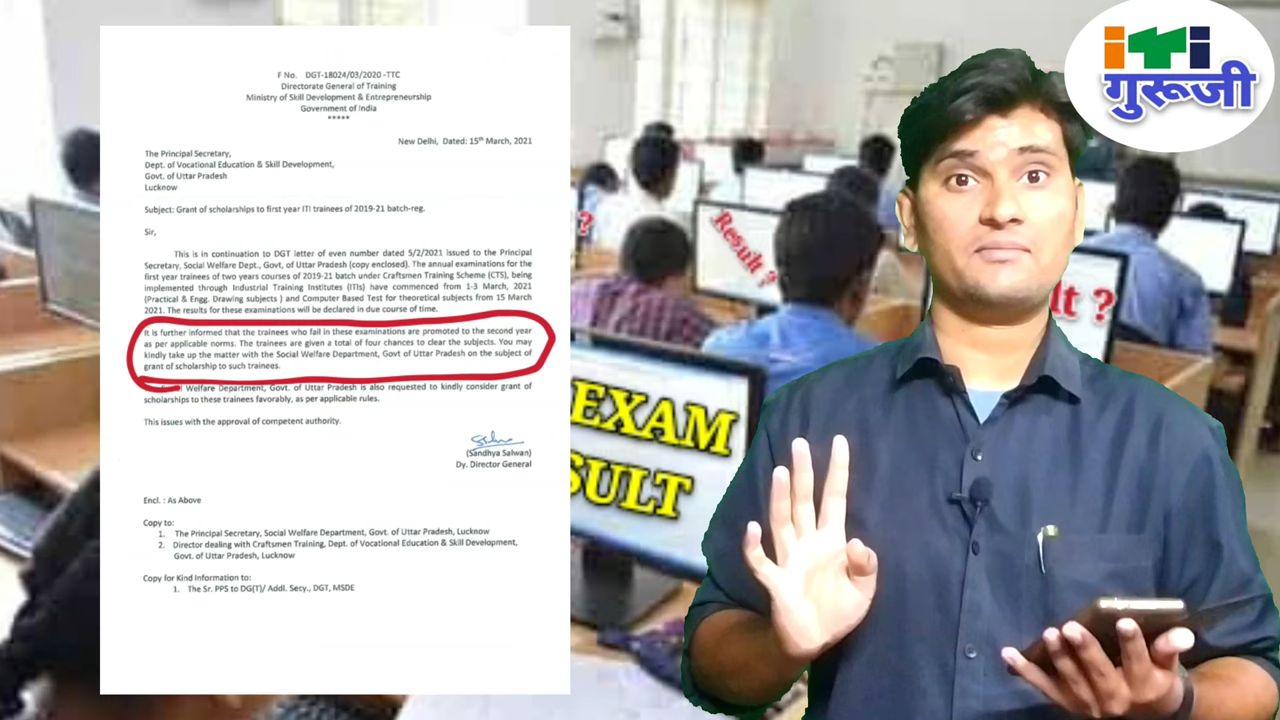 F No. DGT-18024/03/2020 -TTC
Directorate General of Training
Ministry of Skill Development & Entrepreneurship
Government of India
*****
New Delhi, Dated: 15th March, 2021
The Principal Secretary,
Dept. of Vocational Education & Skill Development,
Govt. of Uttar Pradesh
Lucknow
Subject: Grant of scholarships to first year ITI trainees of 2019-21 batch-reg.
Sir,
This is in continuation to DGT letter of even number dated 5/2/2021 issued to the Principal
Secretary, Social Welfare Dept., Govt, of Uttar Pradesh (copy enclosed). The annual examinations for the
first year trainees of two years courses of 2019-21 batch under Craftsmen Training Scheme (CTS), being
implemented through Industrial Training Institutes (ITIs) have commenced from 1-3 March, 2021
(Practical & Engg. Drawing subjects ) and Computer Based Test for theoretical subjects from 15 March
2021. The results for these examinations will be declared in due course of time.
It is further informed that the trainees who fail in these examinations are promoted to the second year
as per applicable norms. The trainees are given a total of four chances to clear the subjects. You may
kindly take up the matter with the Social Welfare Department, Govt of Uttar Pradesh on the subject of
grant of scholarship to such trainees.
Welfare Department, Govt. of Uttar Pradesh is also requested to kindly consider grant of
scholarships to these trainees favorably, as per applicable rules.
This issues with the approval of competent authority.
(Sandhya Salwan)
Dy. Director General
Encl. : As Above
Copy to:
1. The Principal Secretary, Social Welfare Department, Govt. of Uttar Pradesh, Lucknow
2. Director dealing with Craftsmen Training, Dept. of Vocational Education & Skill Development,
Govt. of Uttar Pradesh, Lucknow
Copy for Kind Information to:
1. The Sr. PPS to DG(T)/ Addl. Secy., DGT, MSDE
iTi
गुरूजी
?
Result ?
lt ?
EXAM
SULT